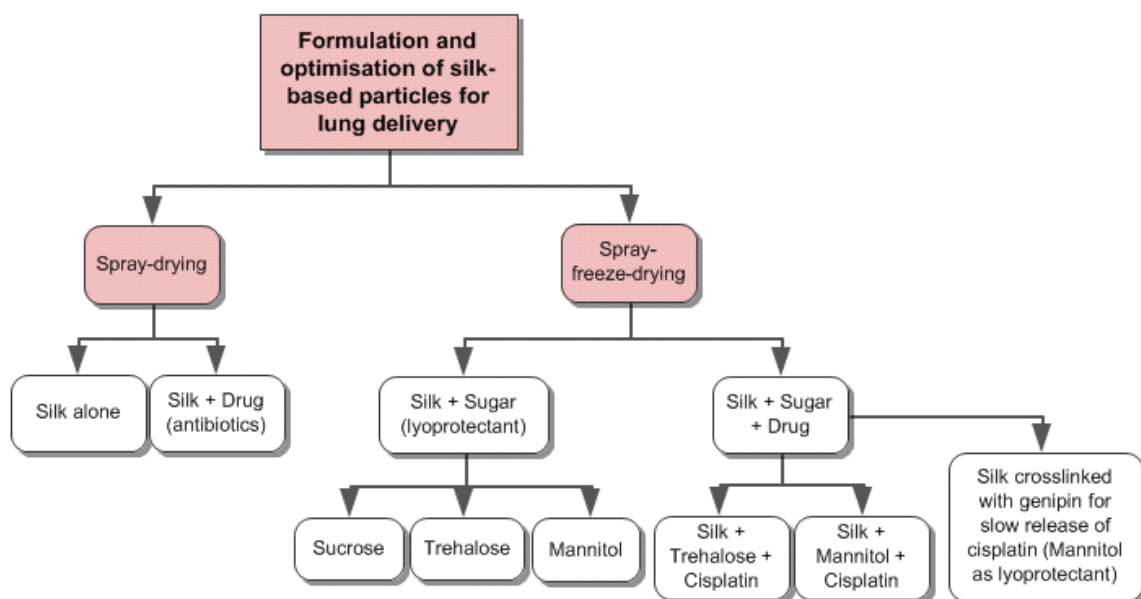 Formulation and
optimisation of silk-
based particles for
lung delivery
Spray-drying
Spray-
freeze-drying
Silk alone
Silk + Drug
(antibiotics)
Silk + Sugar
(lyoprotectant)
Silk + Sugar
+ Drug
Sucrose
Trehalose
Mannitol
Silk +
Trehalose +
Cisplatin
Silk +
Mannitol +
Cisplatin
Silk crosslinked
with genipin for
slow release of
cisplatin (Mannitol
as lyoprotectant)